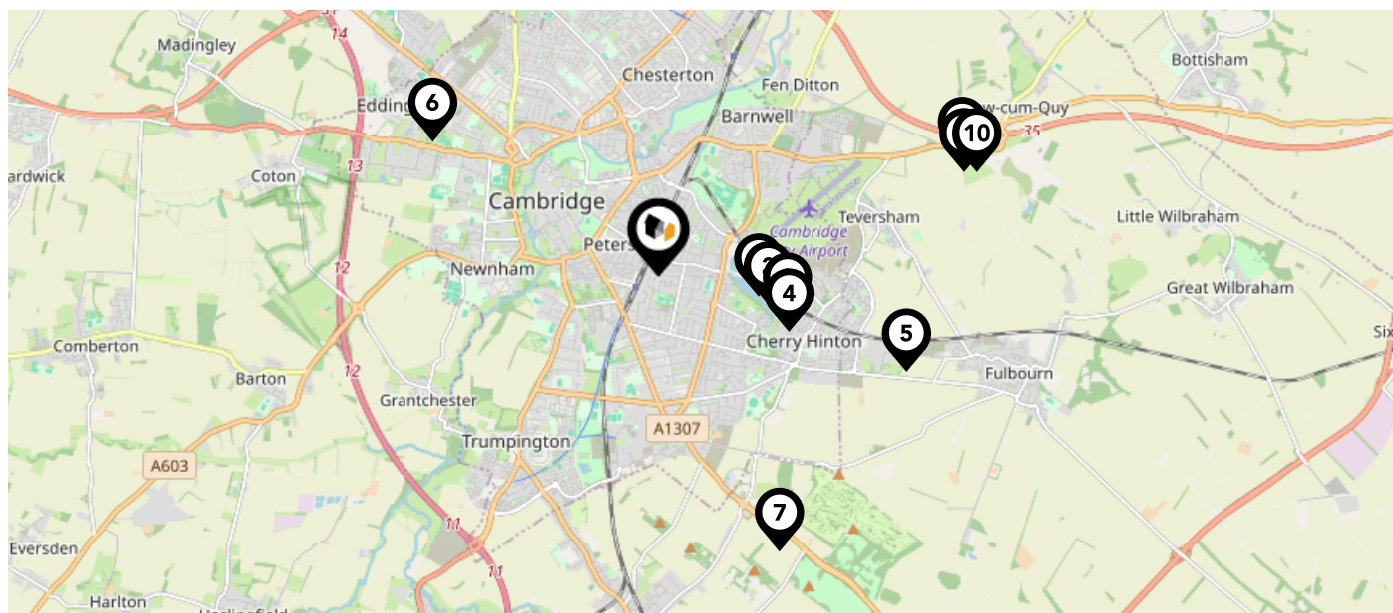 14
Madingley
Chesterton
Bottisham
Fen Ditton
6
Edding
w-cum-Quy
Barnwell
10
35
13
ardwick
Coton
Cambridge
Teversham
Little Wilbraham
Cambridge
y Airport
Peters
12
Newnham
4
Great Wilbraham
5
Six
Comberton
Cherry Hinton
12
Barton
Fulbourn
Grantchester
A1307
Trumpington
A603
7
11
Eversden
11
Harlton